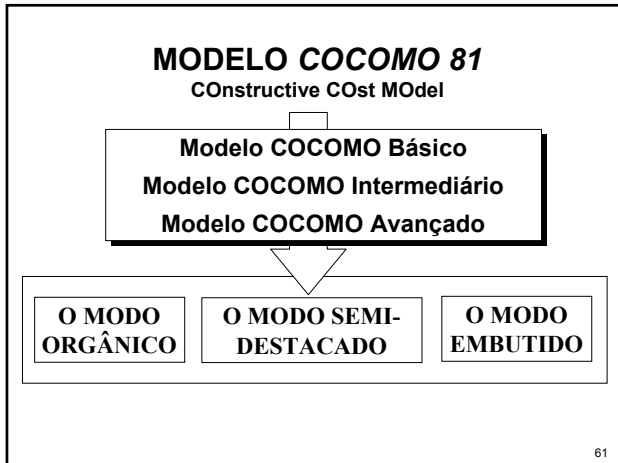 MODELO COCOMO 81
COnstructive COst MOdel
Modelo COCOMO Básico
Modelo COCOMO Intermediário
Modelo COCOMO Avançado
O MODO
ORGÂNICO
O MODO SEMI-
DESTACADO
O MODO
EMBUTIDO
61